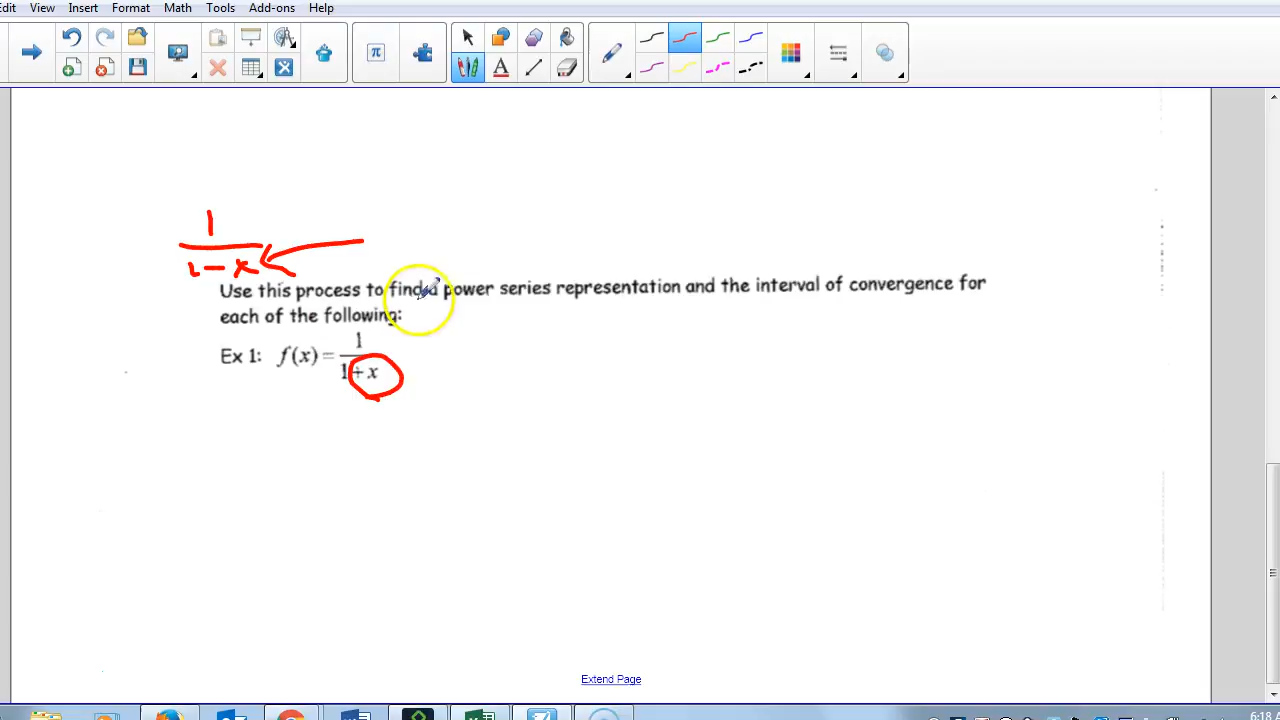 Edit View Insert Format Math Tools Add-ons Help
π
A
1
1 - x
Use this process to find a power series representation and the interval of convergence for
each of the following:
Ex 1: f(x) = 1
1 + x
Extend Page